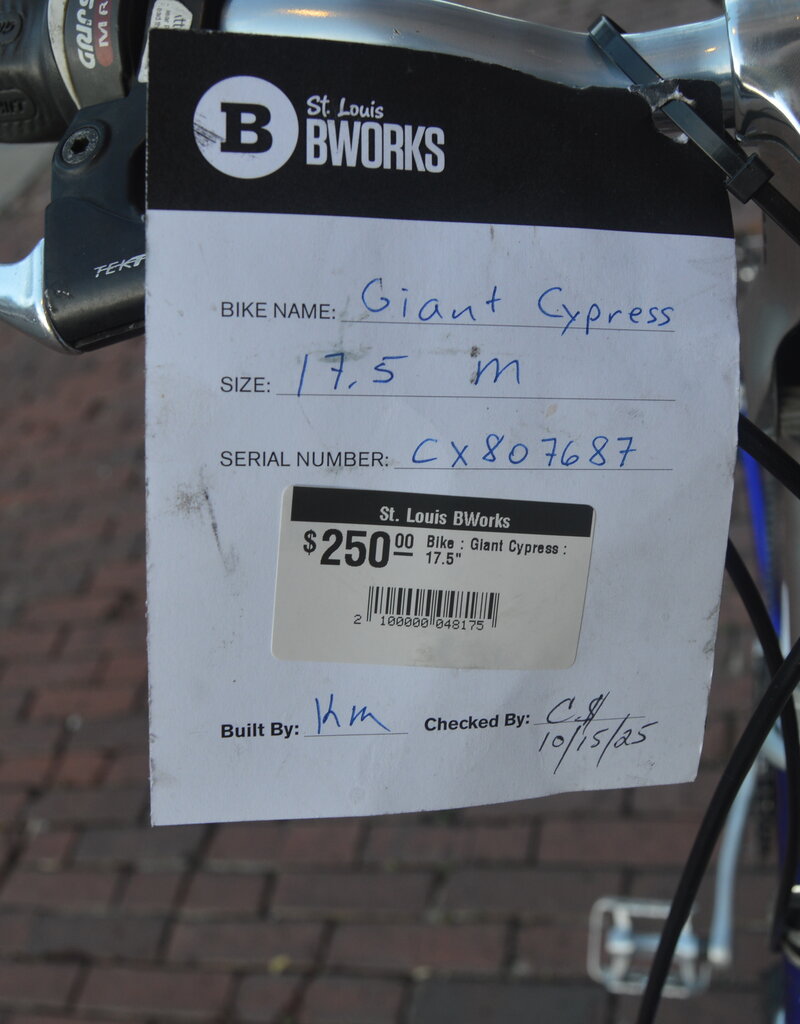 B St. Louis
BWORKS
TEKT
BIKE NAME: Giant Cypress
SIZE: 17.5 M
SERIAL NUMBER: CX807687
St. Louis BWorks
$250.00 Bike : Giant Cypress :
17.5"
2 100000 048175
Built By: KM Checked By: C$
10/15/25